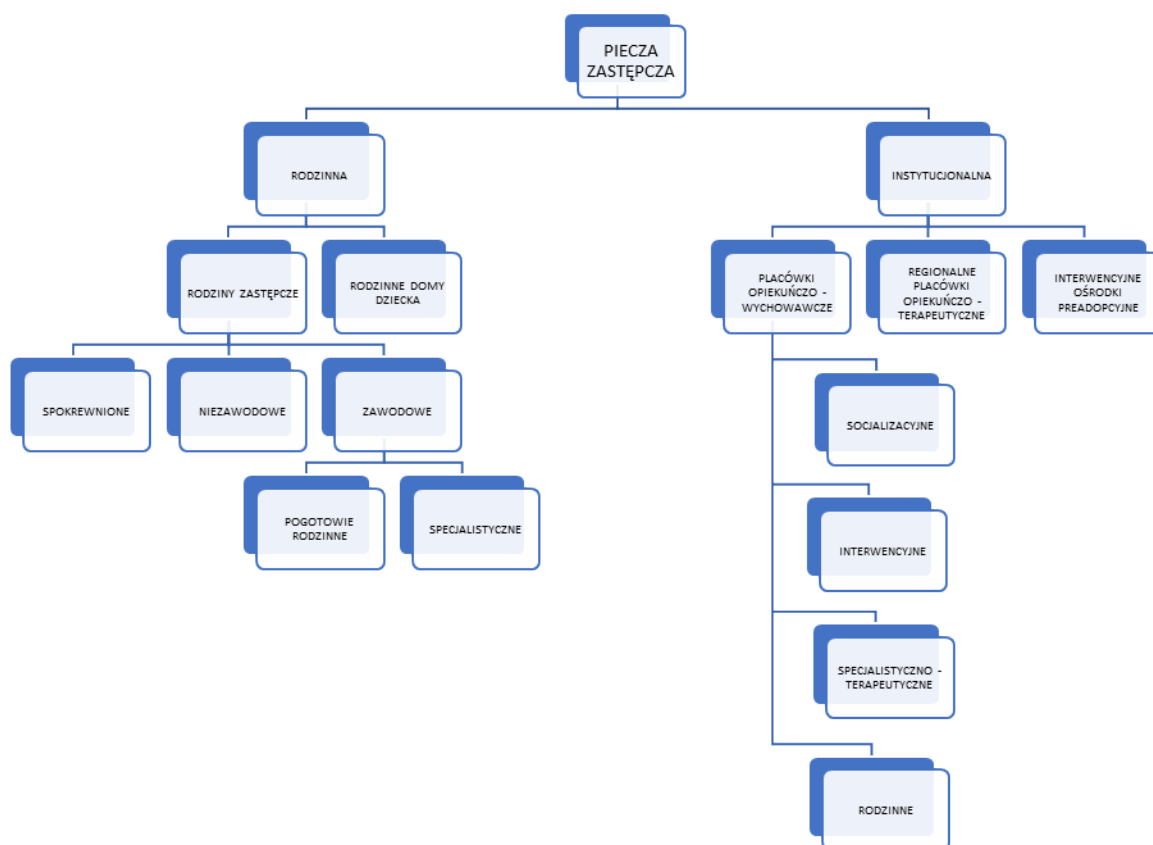 PIECZA
ZASTĘPCZA
RODZINNA
INSTYTUCJONALNA
RODZINY ZASTĘPCZE
RODZINNE DOMY
DZIECKA
PLACÓWKI
OPIEKUŃCZO -
WYCHOWAWCZE
REGIONALNE
PLACÓWKI
OPIEKUŃCZO -
TERAPEUTYCZNE
INTERWENCYJNE
OŚRODKI
PREADOPCYJNE
SPOKREWNIONE
NIEZAWODOWE
ZAWODOWE
SOCJALIZACYJNE
POGOTOWIE
RODZINNE
SPECJALISTYCZNE
INTERWENCYJNE
SPECJALISTYCZNO -
TERAPEUTYCZNE
RODZINNE